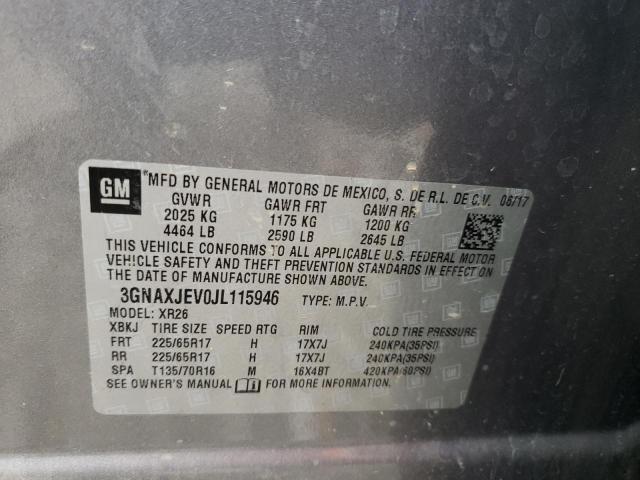 GM
*MFD BY GENERAL MOTORS DE MEXICO, S. DE R.L. DE C.V. 08/17
GVWR GAWR FRT GAWR RR
2025 KG 1175 KG 1200 KG
4464 LB 2590 LB 2645 LB
THIS VEHICLE CONFORMS TO ALL APPLICABLE U.S. FEDERAL MOTOR
VEHICLE SAFETY AND THEFT PREVENTION STANDARDS IN EFFECT ON
THE DATE OF MANUFACTURE SHOWN ABOVE.
3GNAXJEV0JL115946 TYPE: M.P.V.
MODEL: XR26
XBKJ TIRE SIZE SPEED RTG RIM COLD TIRE PRESSURE
FRT 225/65R17 H 17X7J 240KPA(35PSI)
RR 225/65R17 H 17X7J 240KPA(35PSI)
SPA T135/70R16 M 16X4BT 420KPA(60PSI)
SEE OWNER'S MANUAL FOR MORE INFORMATION.